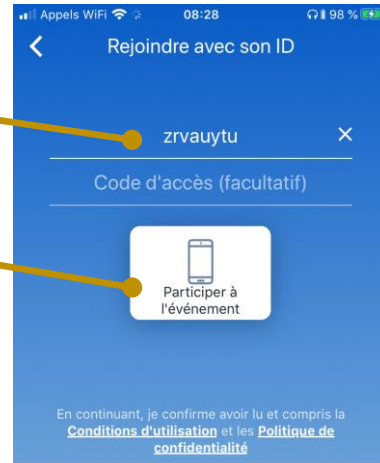 Appels WiFi 08:28 98 %
Rejoindre avec son ID
zrvauytu
Code d'accès (facultatif)
Participer à
l'événement
En continuant, je confirme avoir lu et compris la
Conditions d'utilisation et les Politique de
confidentialité